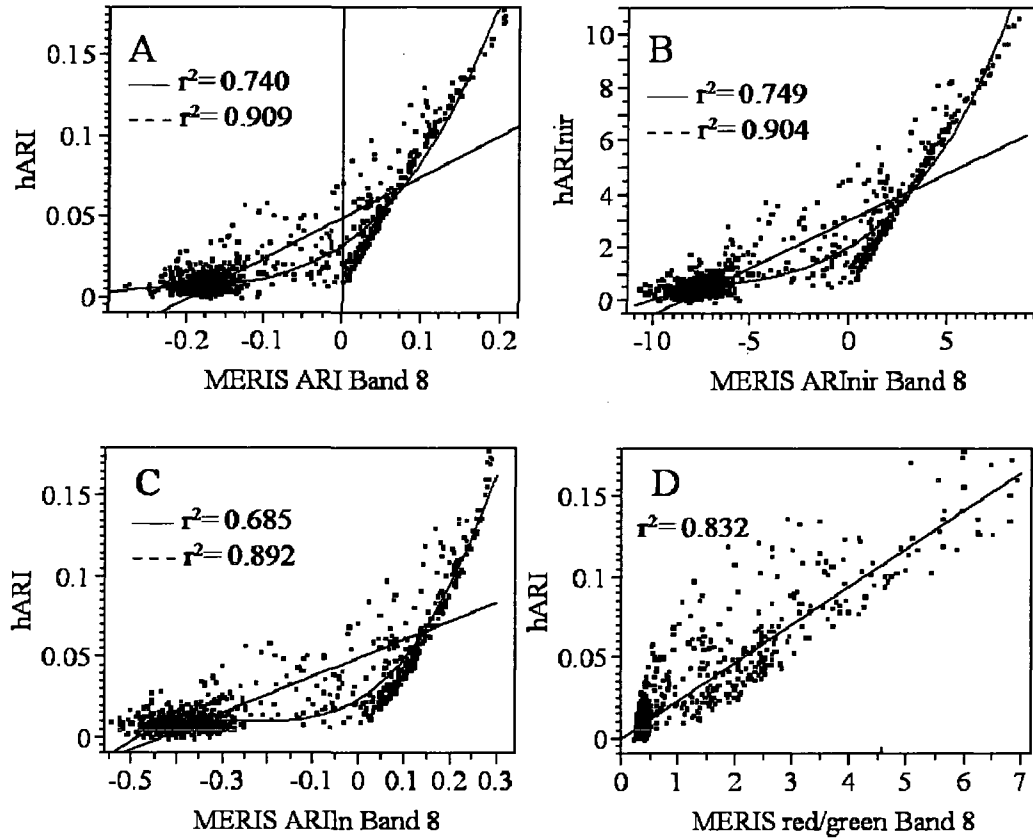 A
r²= 0.740
r²= 0.909
hARI
0.15
0.1
0.05
0
-0.2 -0.1 0 0.1 0.2
MERIS ARI Band 8
B
r²= 0.749
r²= 0.904
hARInir
10
8
6
4
2
0
-10 -5 0 5
MERIS ARInir Band 8
C
r²= 0.685
r²= 0.892
hARI
0.15
0.1
0.05
0
-0.5 -0.3 -0.1 0 0.1 0.2 0.3
MERIS ARIln Band 8
D
r²= 0.832
hARI
0.15
0.1
0.05
0
0 1 2 3 4 5 6 7
MERIS red/green Band 8